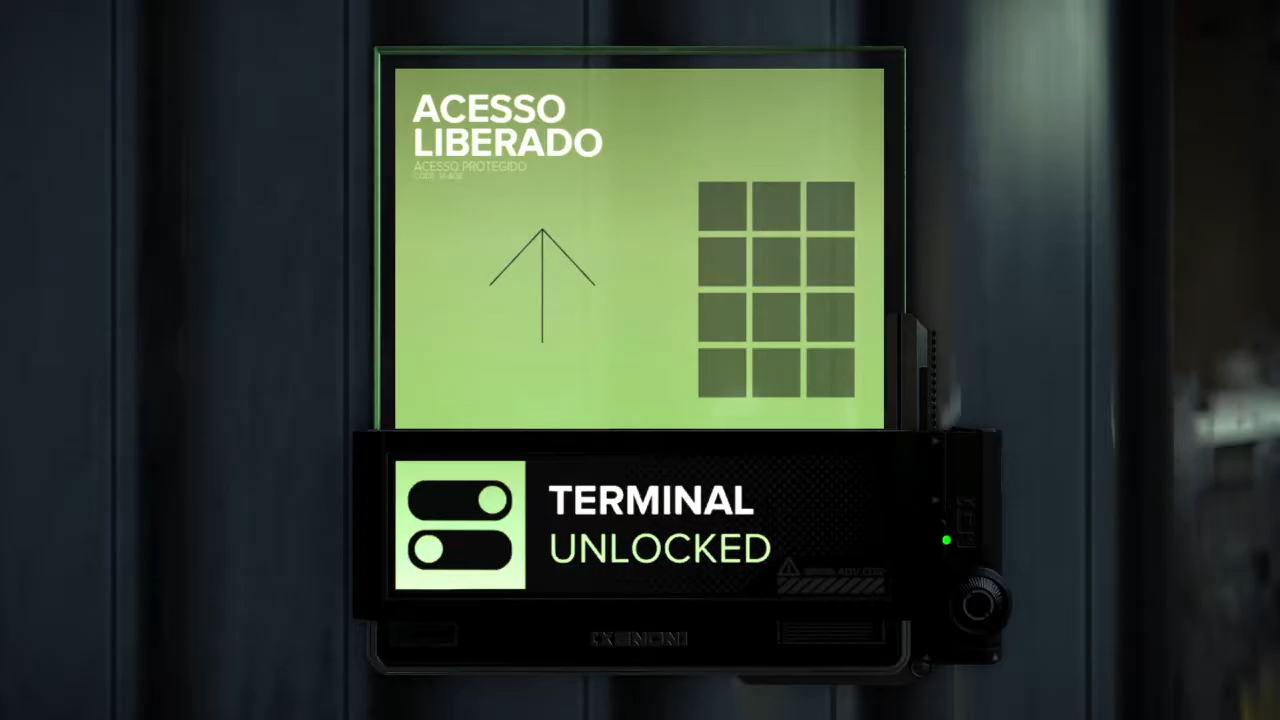 ACESSO
LIBERADO
ACESSO PROTEGIDO
TERMINAL
UNLOCKED